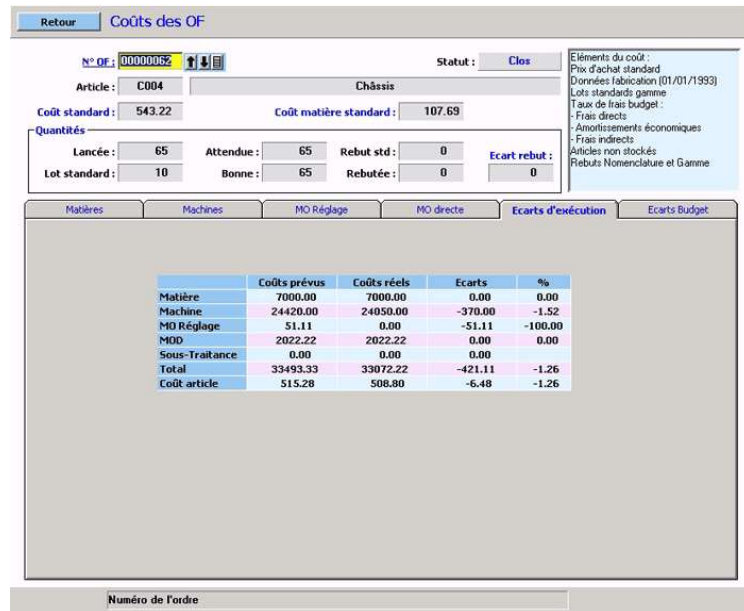 Retour Coûts des OF
N° OF : 00000062 Statut : Clos
Article : C004 Châssis
Coût standard : 543.22 Coût matière standard : 107.69
Quantités
Lancée : 65 Attendue : 65 Rebut std : 0 Ecart rebut :
Lot standard : 10 Bonne : 65 Rebutée : 0 0
Eléments du coût :
Prix d'achat standard
Données fabrication (01/01/1993)
Lots standards gamme
Taux de frais budget :
- Frais directs
- Amortissements économiques
- Frais indirects
Articles non stockés
Rebuts Nomenclature et Gamme
Matières Machines MO Réglage MO directe Ecarts d'exécution Ecarts Budget
Coûts prévus Coûts réels Ecarts %
Matière 7000.00 7000.00 0.00 0.00
Machine 24420.00 24050.00 -370.00 -1.52
MO Réglage 51.11 0.00 -51.11 -100.00
MOD 2022.22 2022.22 0.00 0.00
Sous-Traitance 0.00 0.00 0.00
Total 33493.33 33072.22 -421.11 -1.26
Coût article 515.28 508.80 -6.48 -1.26
Numéro de l'ordre